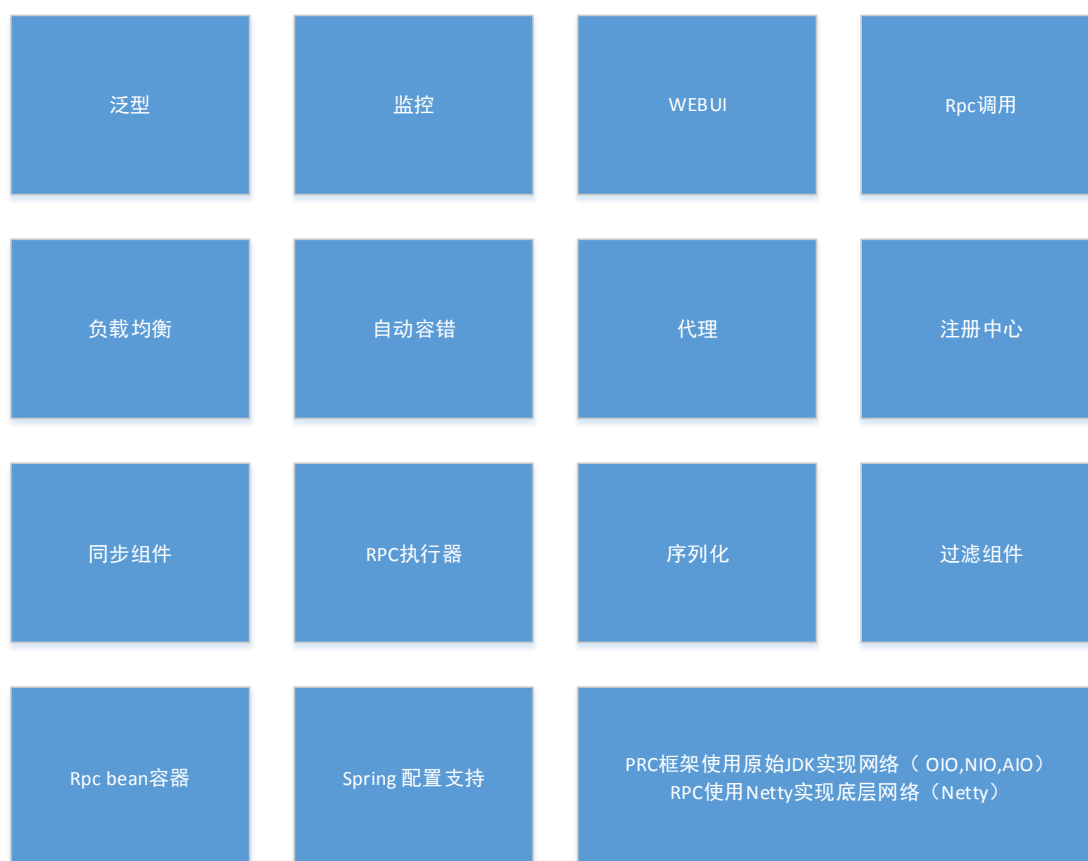 泛型
监控
WEBUI
Rpc调用
负载均衡
自动容错
代理
注册中心
同步组件
RPC执行器
序列化
过滤组件
Rpc bean容器
Spring 配置支持
PRC框架使用原始JDK实现网络（ OIO,NIO,AIO）
RPC使用Netty实现底层网络（Netty）